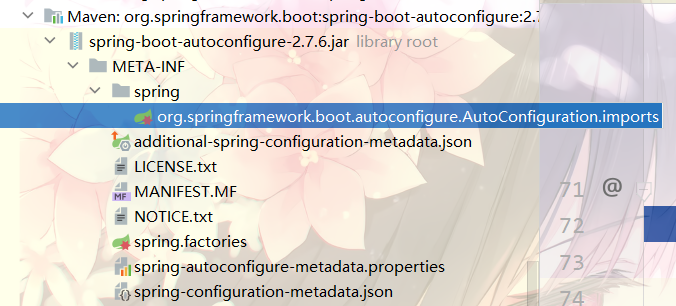 Maven: org.springframework.boot:spring-boot-autoconfigure:2.7
spring-boot-autoconfigure-2.7.6.jar library root
META-INF
spring
org.springframework.boot.autoconfigure.AutoConfiguration.imports
additional-spring-configuration-metadata.json
LICENSE.txt
71 @
MF MANIFEST.MF
72
NOTICE.txt
spring.factories
73
spring-autoconfigure-metadata.properties
spring-configuration-metadata.json
74